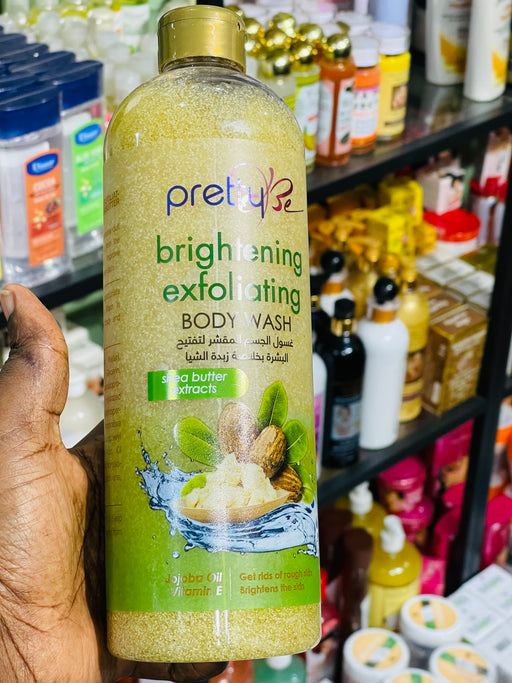 prettyBe
brightening
exfoliating
BODY WASH
غسول الجسم المقشر لتفتيح
البشرة بخلاصة زبدة الشيا
shea butter
extracts
Jojoba Oil
Vitamin E
Get rids of rough skin
Brightens the skin